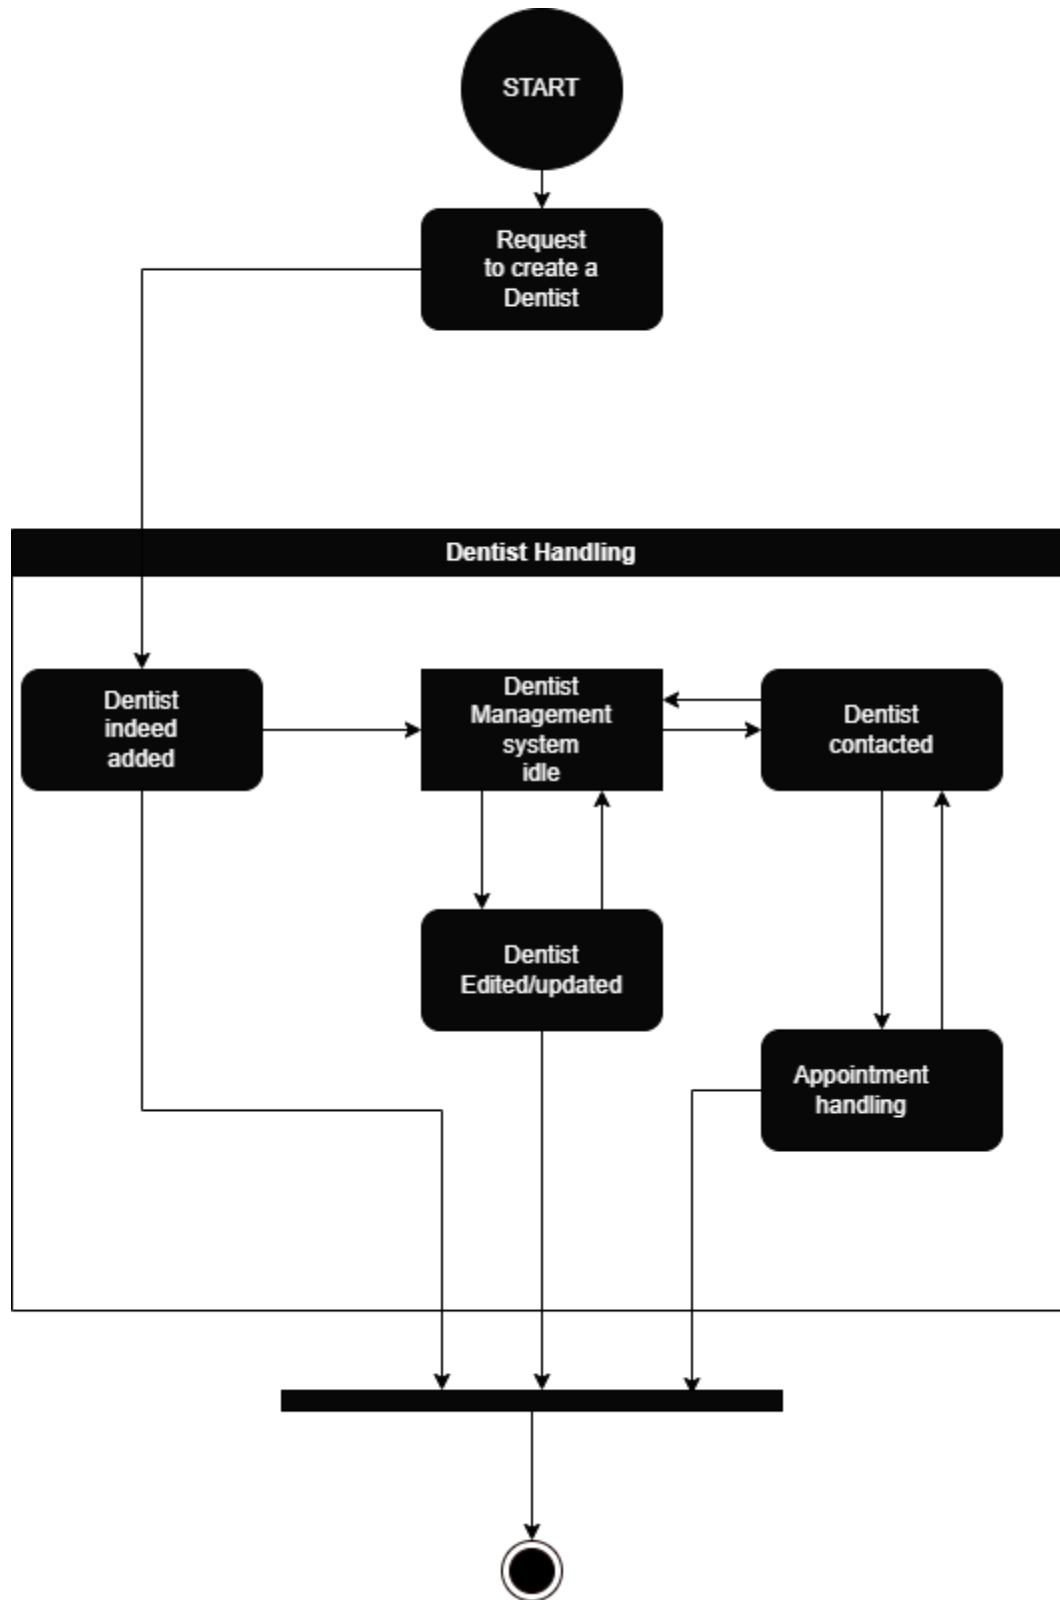 START
Request
to create a
Dentist
Dentist Handling
Dentist
indeed
added
Dentist
Management
system
idle
Dentist
contacted
Dentist
Edited/updated
Appointment
handling